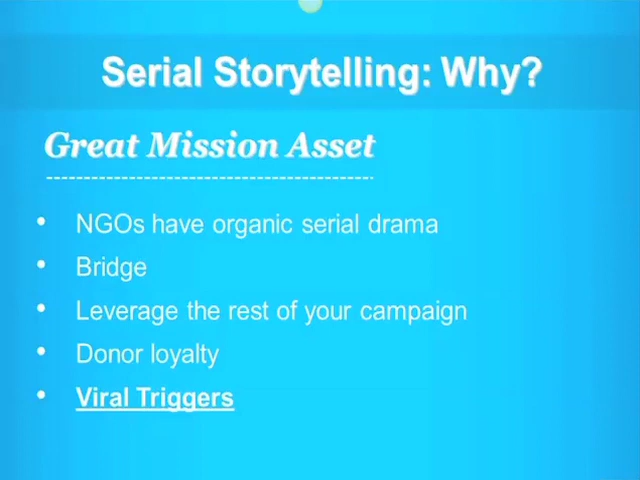 Serial Storytelling: Why?
Great Mission Asset
• NGOs have organic serial drama
• Bridge
• Leverage the rest of your campaign
• Donor loyalty
• Viral Triggers